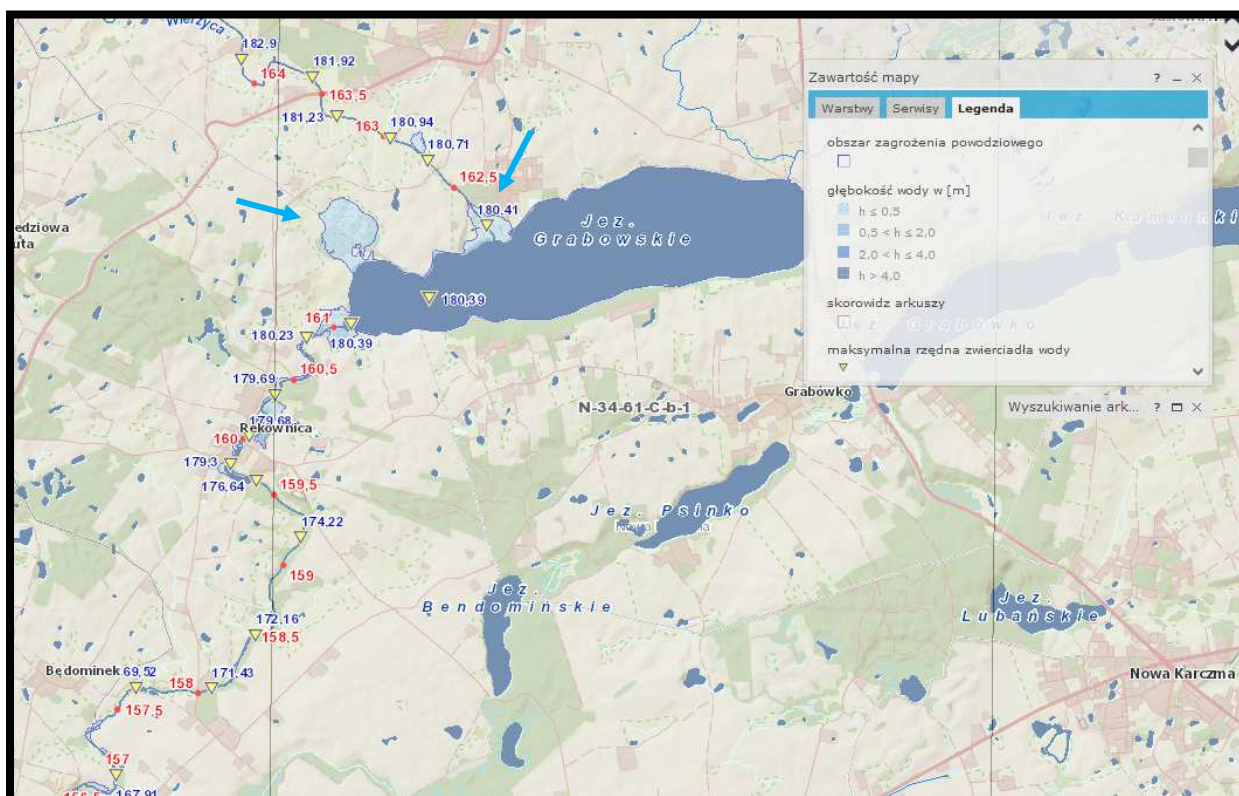 Wierzyca
182,9
164
181,92
163,5
181,23
163
180,94
180,71
162,5
180,41
Jez.
Grabowskie
180,39
161
180,39
180,23
160,5
179,69
179,68
Rekownica
160
179,3
176,64
159,5
174,22
159
172,16
158,5
171,43
158
Będominek
69,52
157,5
157
167,91
156,5
edziowa
uta
N-34-61-C-b-1
Grabówko
Jez. Psinko
Jez.
Bendomińskie
Jez.
Lubańskie
Nowa Karczma
Zawartość mapy
? – ×
Warstwy
Serwisy
Legenda
obszar zagrożenia powodziowego
głębokość wody w [m]
h ≤ 0,5
0,5 < h ≤ 2,0
2,0 < h ≤ 4,0
h > 4,0
skorowidz arkuszy
Jez Grabówko
maksymalna rzędna zwierciadła wody
Wyszukiwanie ark... ? ×